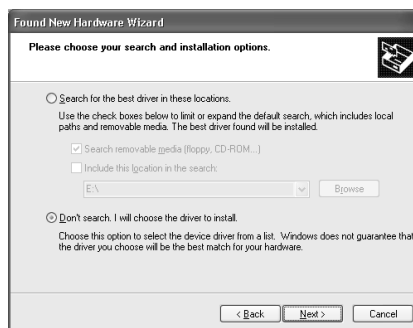 Found New Hardware Wizard
Please choose your search and installation options.
Search for the best driver in these locations.
Use the check boxes below to limit or expand the default search, which includes local
paths and removable media. The best driver found will be installed.
Search removable media (floppy, CD-ROM...)
Include this location in the search:
E:\
Browse
Don't search. I will choose the driver to install.
Choose this option to select the device driver from a list. Windows does not guarantee that
the driver you choose will be the best match for your hardware.
< Back Next > Cancel